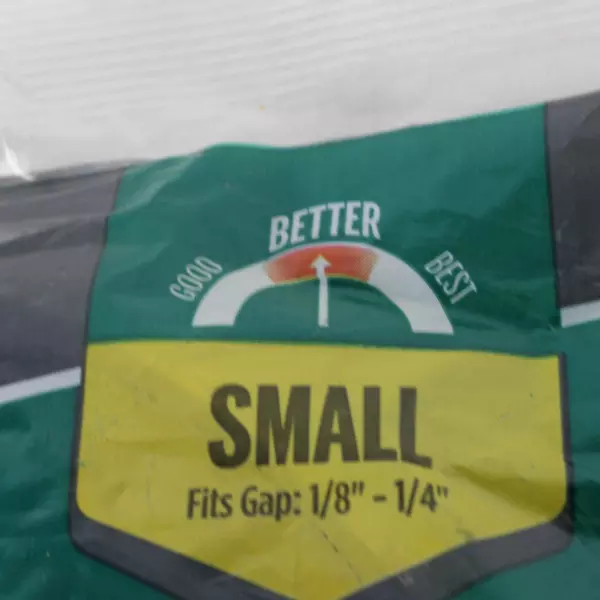 BETTER
GOOD
BEST
SMALL
Fits Gap: 1/8" - 1/4"